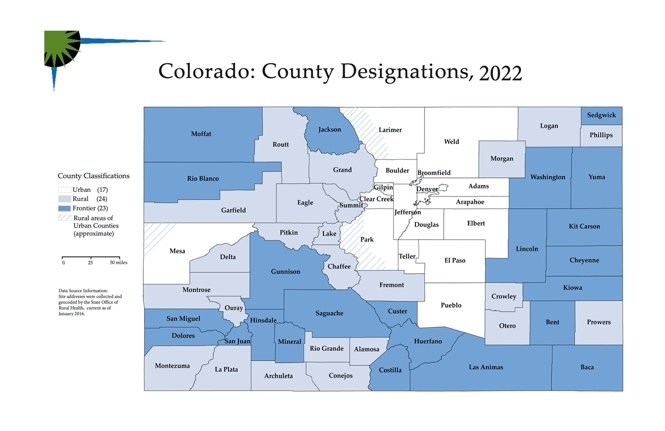 Colorado: County Designations, 2022
County Classifications
Urban (17)
Rural (24)
Frontier (23)
Rural areas of
Urban Counties
(approximate)
0 25 50 miles
Data Source Information:
Site addresses were collected and
geocoded by the State Office of
Rural Health, current as of
January 2016.
Moffat
Routt
Jackson
Larimer
Weld
Logan
Sedgwick
Phillips
Morgan
Rio Blanco
Grand
Boulder
Broomfield
Washington
Yuma
Gilpin
Denver
Adams
Garfield
Eagle
Summit
Clear Creek
Arapahoe
Jefferson
Douglas
Elbert
Kit Carson
Pitkin
Lake
Park
Lincoln
Mesa
Delta
Gunnison
Chaffee
Teller
El Paso
Cheyenne
Montrose
Fremont
Crowley
Kiowa
Ouray
Saguache
Custer
Pueblo
San Miguel
Hinsdale
Otero
Bent
Prowers
Dolores
San Juan
Mineral
Rio Grande
Alamosa
Huerfano
Montezuma
La Plata
Archuleta
Conejos
Costilla
Las Animas
Baca